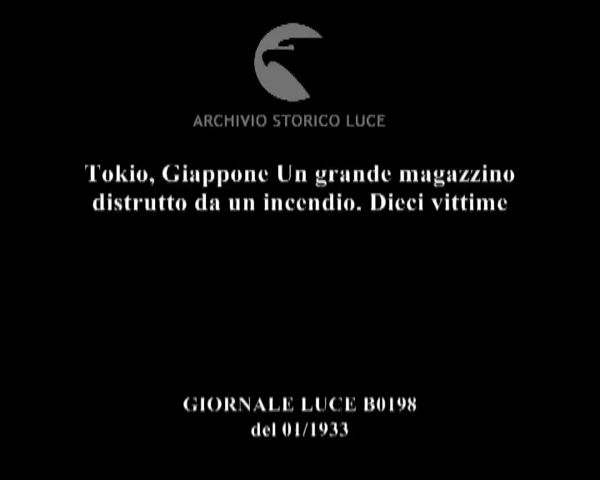 ARCHIVIO STORICO LUCE
Tokio, Giappone Un grande magazzino
distrutto da un incendio. Dieci vittime
GIORNALE LUCE B0198
del 01/1933